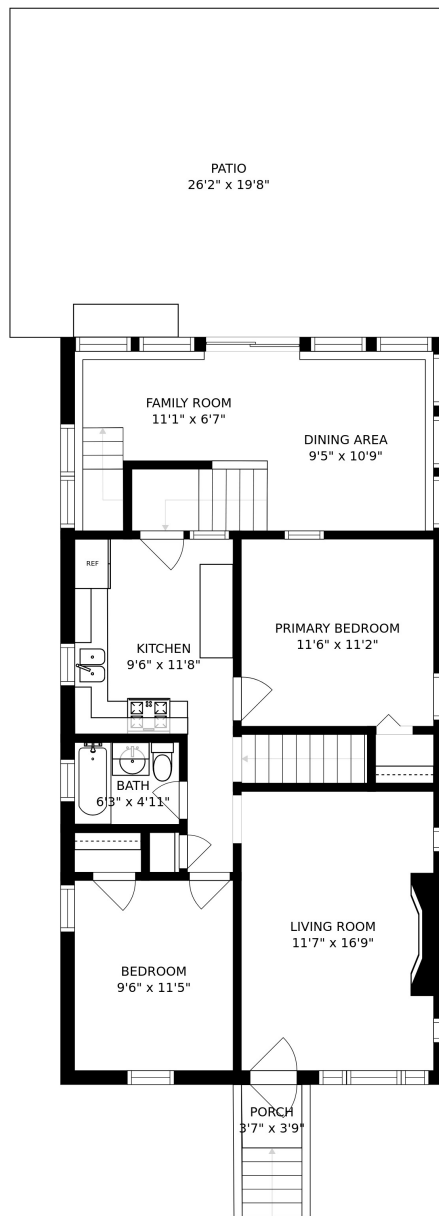 PATIO
26'2" x 19'8"
FAMILY ROOM
11'1" x 6'7"
DINING AREA
9'5" x 10'9"
REF
KITCHEN
9'6" x 11'8"
PRIMARY BEDROOM
11'6" x 11'2"
BATH
6'3" x 4'11"
LIVING ROOM
11'7" x 16'9"
BEDROOM
9'6" x 11'5"
PORCH
3'7" x 3'9"